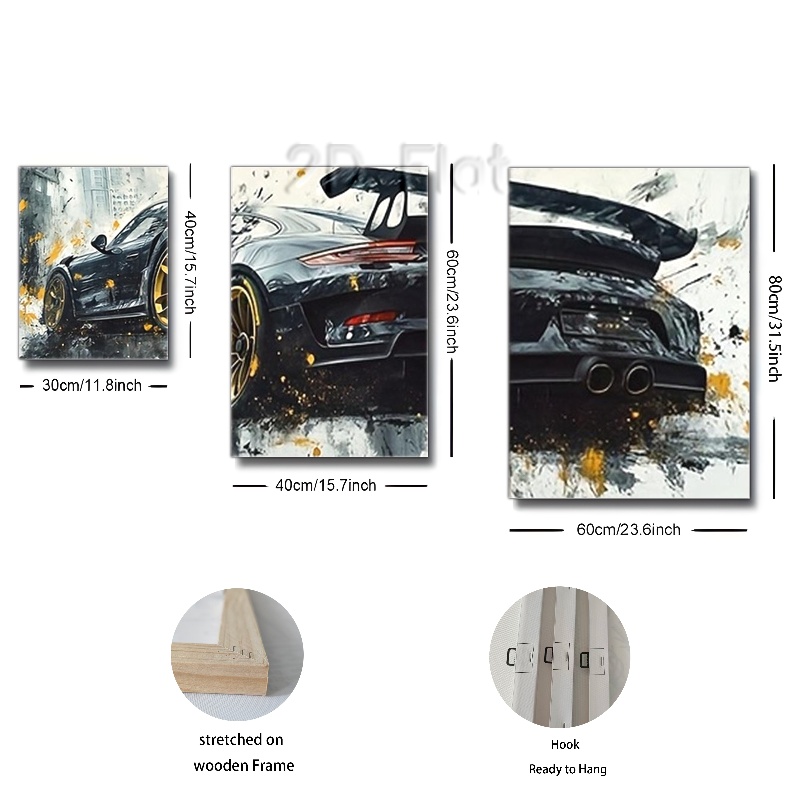 2D Flat
40cm/15.7inch
30cm/11.8inch
60cm/23.6inch
40cm/15.7inch
80cm/31.5inch
60cm/23.6inch
stretched on
wooden Frame
Hook
Ready to Hang